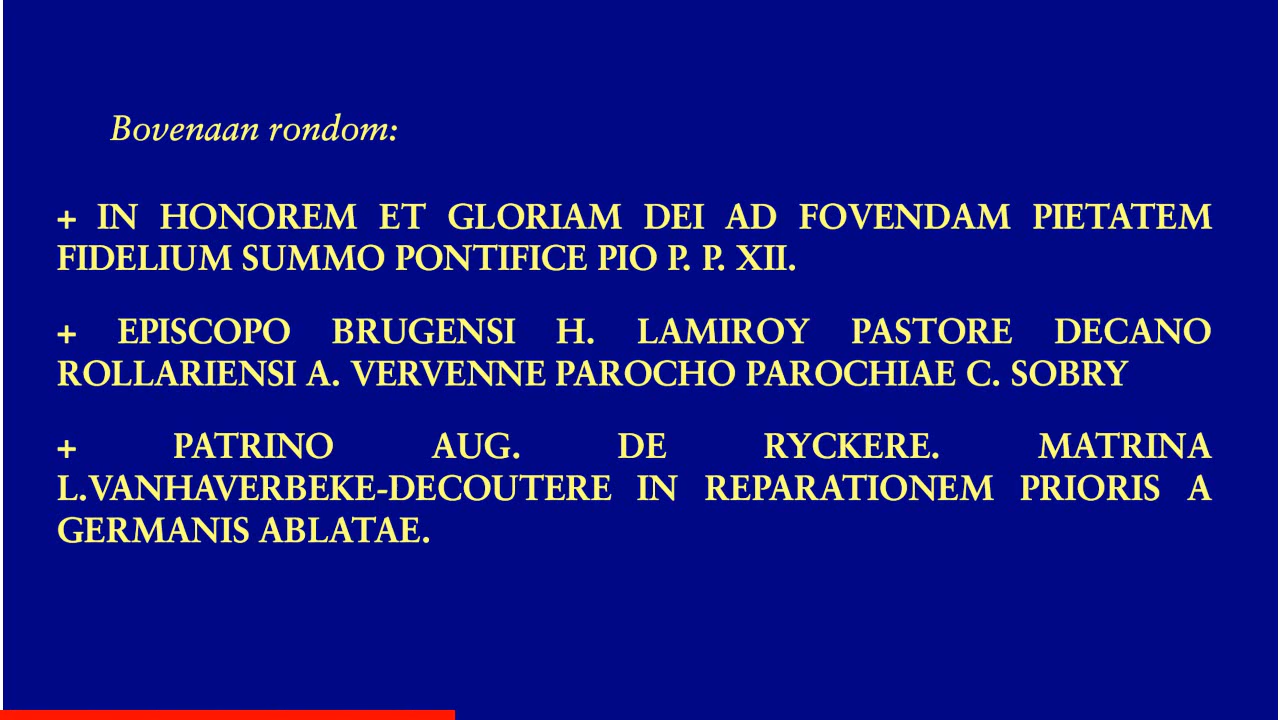 Bovenaan rondom:
+ IN HONOREM ET GLORIAM DEI AD FOVENDAM PIETATEM
FIDELIUM SUMMO PONTIFICE PIO P. P. XII.
+ EPISCOPO BRUGENSI H. LAMIROY PASTORE DECANO
ROLLARIENSI A. VERVENNE PAROCHO PAROCHIAE C. SOBRY
+ PATRINO AUG. DE RYCKERE. MATRINA
L.VANHAVERBEKE-DECOUTERE IN REPARATIONEM PRIORIS A
GERMANIS ABLATAE.